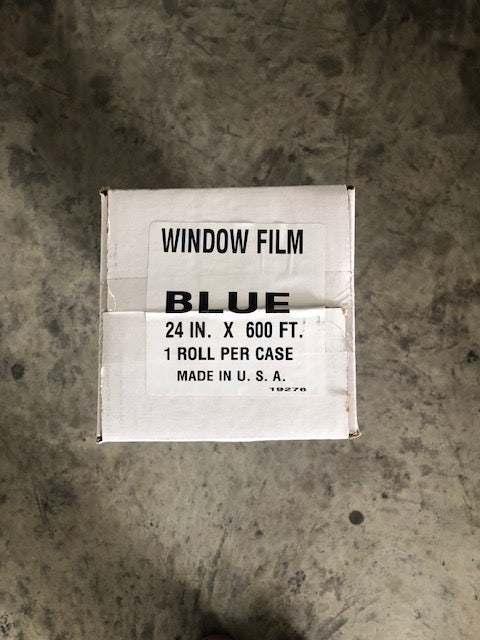 WINDOW FILM
BLUE
24 IN. X 600 FT.
1 ROLL PER CASE
MADE IN U. S. A.
19276